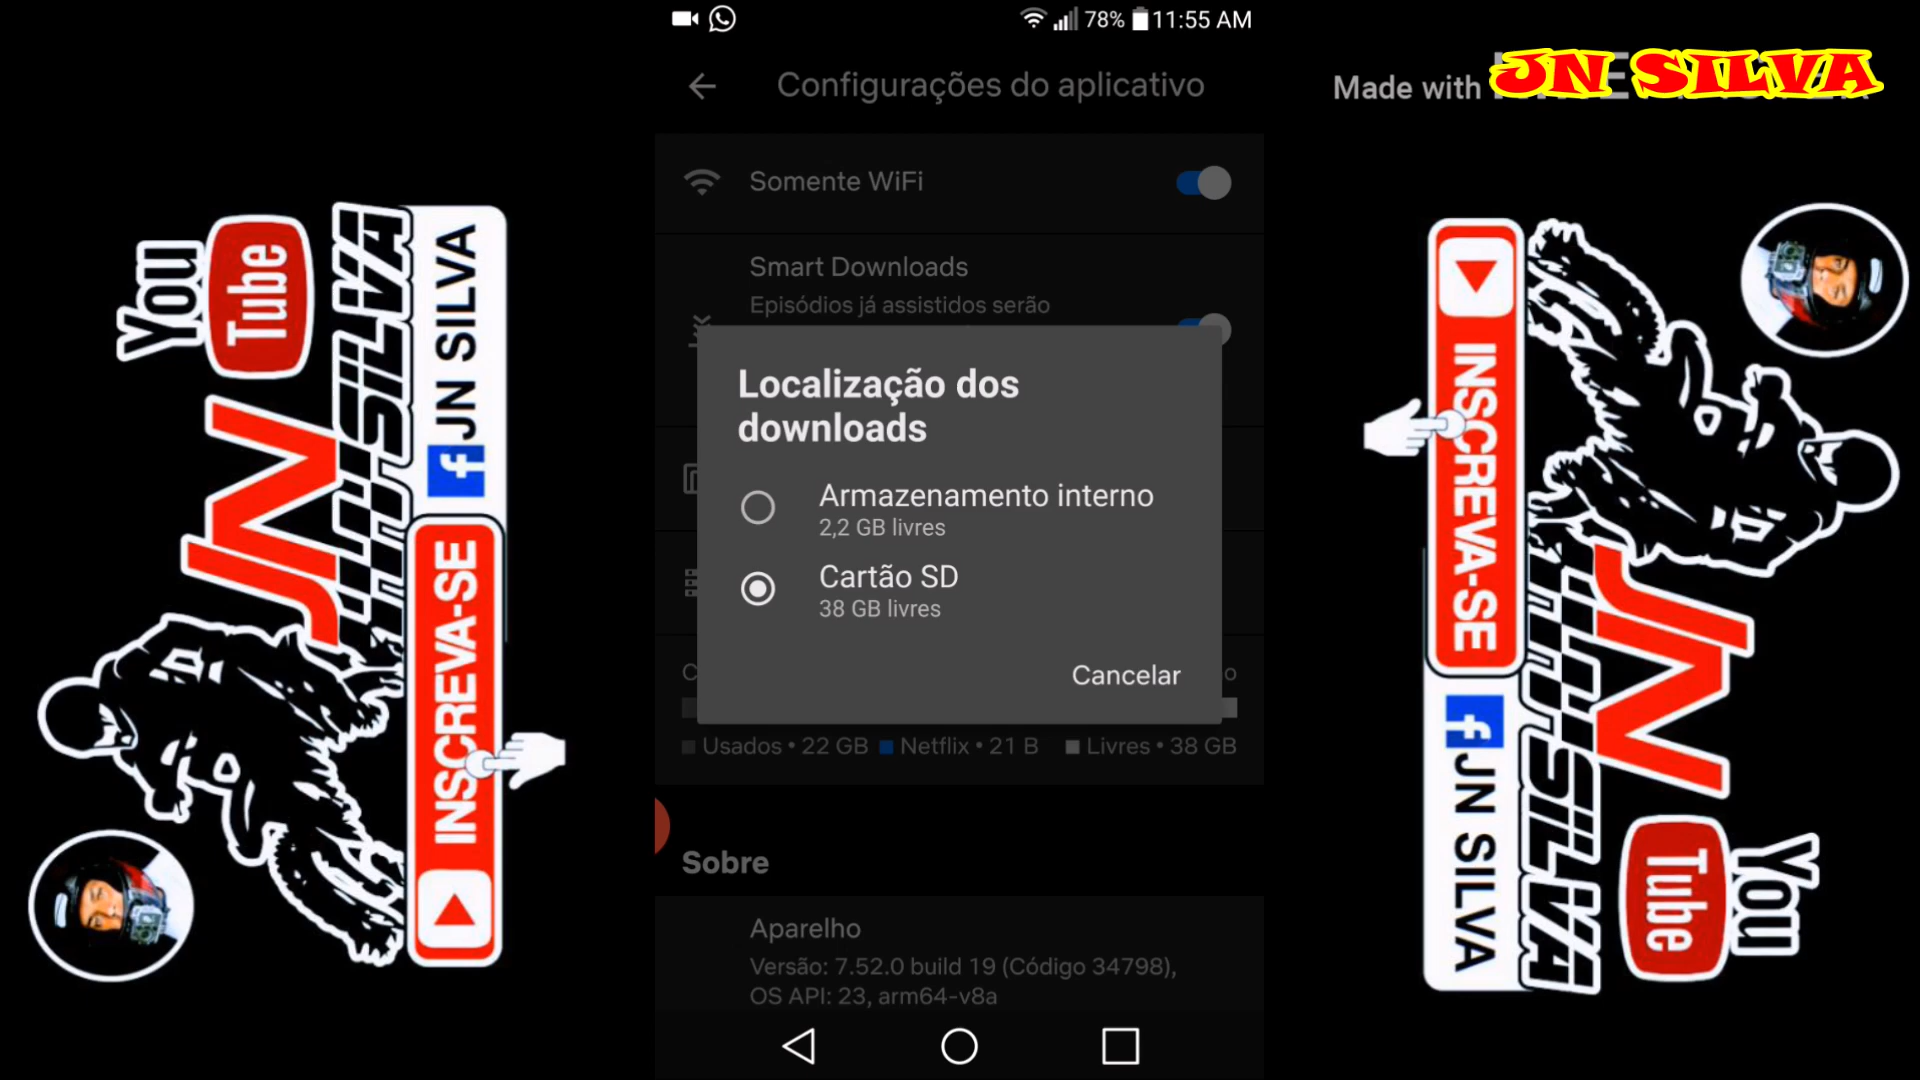 78% 11:55 AM
Configurações do aplicativo
Made with
JN SILVA
Somente WiFi
Smart Downloads
Episódios já assistidos serão
Localização dos
downloads
Armazenamento interno
2,2 GB livres
Cartão SD
38 GB livres
Cancelar
Usados • 22 GB Netflix • 21 B Livres • 38 GB
Sobre
Aparelho
Versão: 7.52.0 build 19 (Código 34798),
OS API: 23, arm64-v8a
You
Tube
JN
SILVA
f JN SILVA
INSCREVA-SE
INSCREVA-SE
f JN SILVA
JN
SILVA
You
Tube